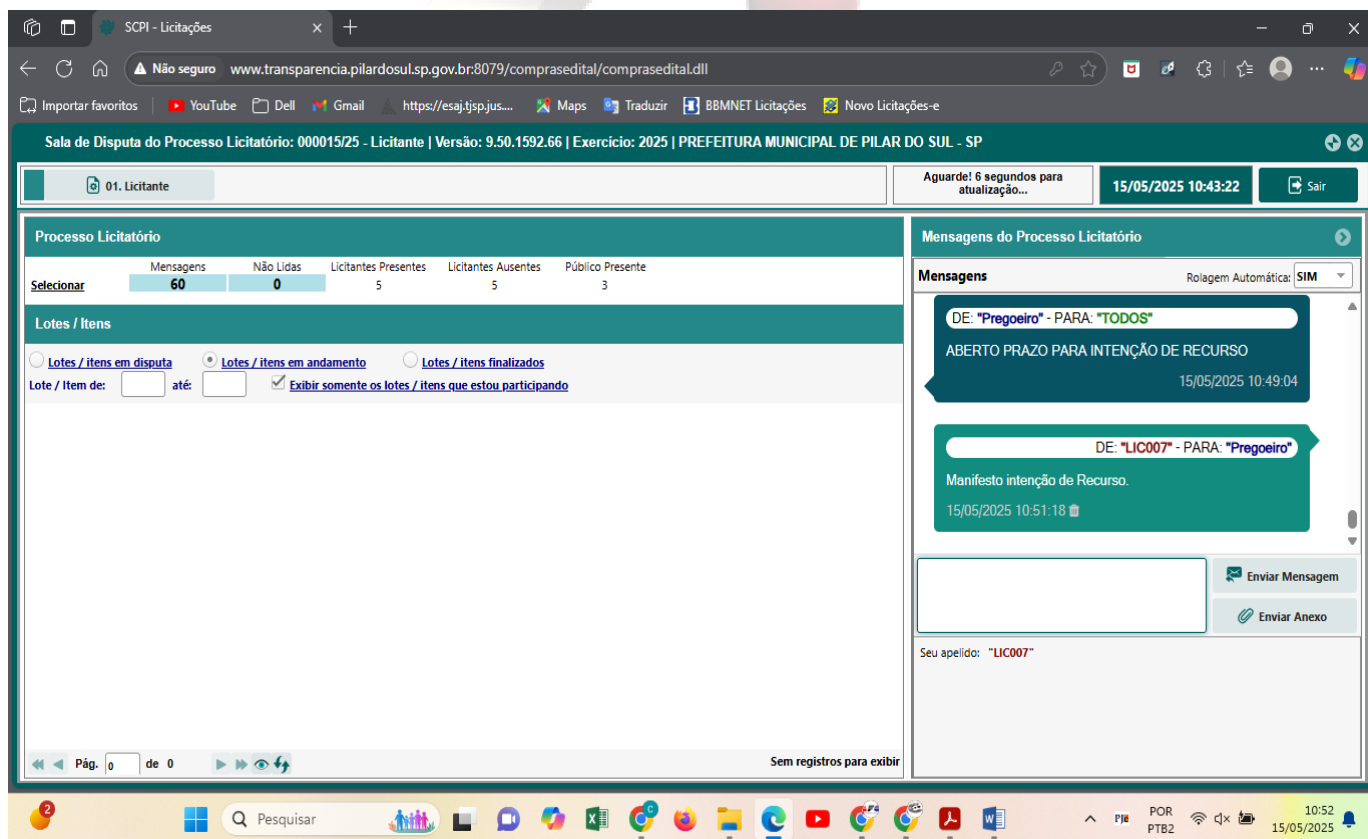 SCPI - Licitações
Não seguro www.transparencia.pilardosul.sp.gov.br:8079/comprasedital/comprasedital.dll
Importar favoritos YouTube Dell Gmail https://esaj.tjsp.jus.... Maps Traduzir BBMNET Licitações Novo Licitações-e
Sala de Disputa do Processo Licitatório: 000015/25 - Licitante | Versão: 9.50.1592.66 | Exercício: 2025 | PREFEITURA MUNICIPAL DE PILAR DO SUL - SP
01. Licitante
Aguarde! 6 segundos para
atualização...
15/05/2025 10:43:22
Sair
Processo Licitatório
Mensagens Não Lidas Licitantes Presentes Licitantes Ausentes Público Presente
Selecionar 60 0 5 5 3
Lotes / Itens
Lotes / itens em disputa Lotes / itens em andamento Lotes / itens finalizados
Lote / Item de: até: Exibir somente os lotes / itens que estou participando
Pág. 0 de 0
Sem registros para exibir
Mensagens do Processo Licitatório
Mensagens Rolagem Automática: SIM
DE: "Pregoeiro" - PARA: "TODOS"
ABERTO PRAZO PARA INTENÇÃO DE RECURSO
15/05/2025 10:49:04
DE: "LIC007" - PARA: "Pregoeiro"
Manifesto intenção de Recurso.
15/05/2025 10:51:18
Enviar Mensagem
Enviar Anexo
Seu apelido: "LIC007"
2
Pesquisar
POR
PTB2
10:52
15/05/2025